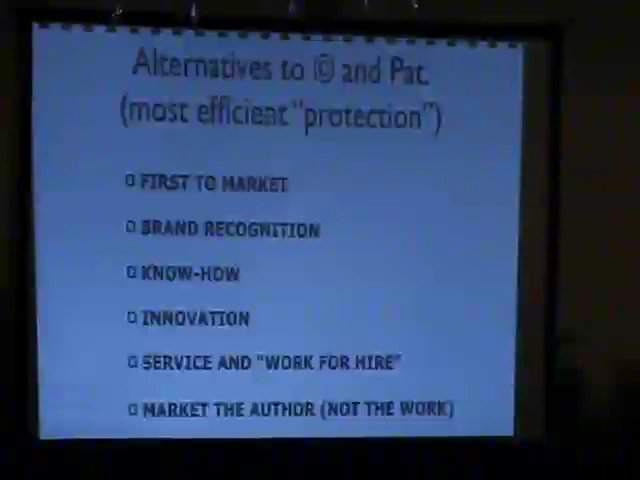 Alternatives to © and Pat.
(most efficient "protection")
FIRST TO MARKET
BRAND RECOGNITION
KNOW-HOW
INNOVATION
SERVICE AND "WORK FOR HIRE"
MARKET THE AUTHOR (NOT THE WORK)